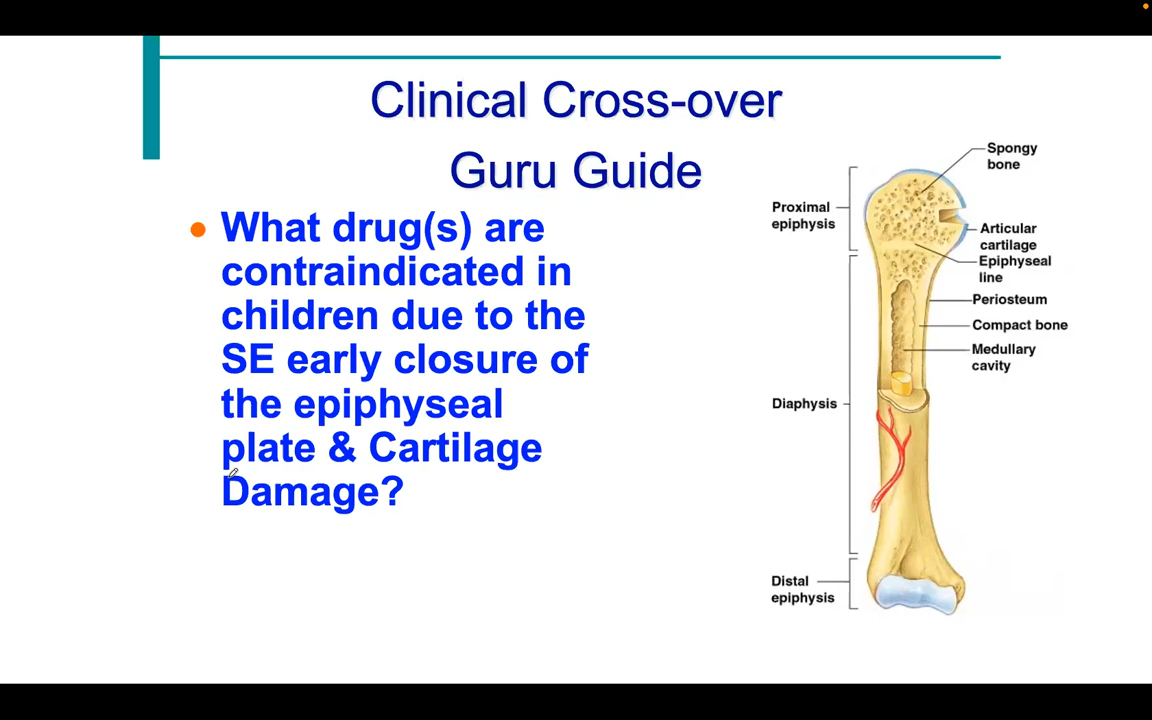 Clinical Cross-over
Guru Guide
• What drug(s) are
contraindicated in
children due to the
SE early closure of
the epiphyseal
plate & Cartilage
Damage?
Spongy
bone
Proximal
epiphysis
Articular
cartilage
Epiphyseal
line
Periosteum
Compact bone
Medullary
cavity
Diaphysis
Distal
epiphysis